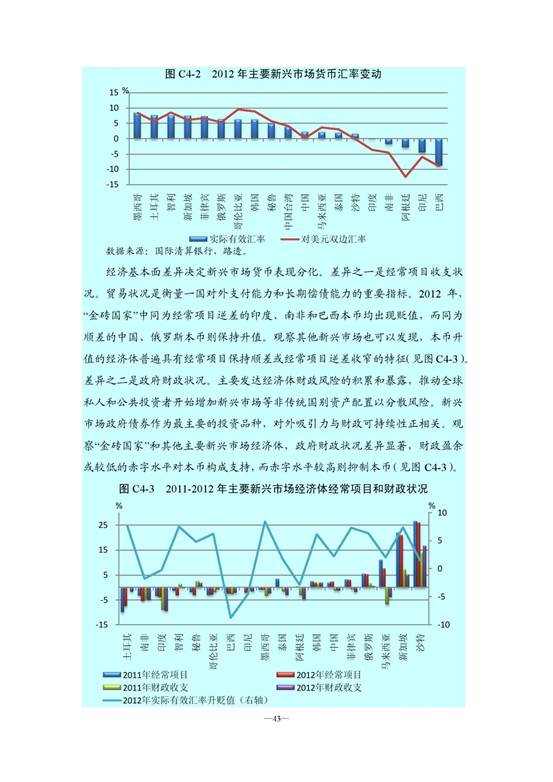 图 C4-2 2012 年主要新兴市场货币汇率变动
%
15
10
5
0
-5
-10
-15
墨西哥 土耳其 智利 新加坡 菲律宾 俄罗斯 哥伦比亚 韩国 秘鲁 中国台湾 中国 马来西亚 泰国 沙特 印度 南非 阿根廷 印尼 巴西
实际有效汇率 对美元双边汇率
数据来源：国际清算银行，路透。
经济基本面差异决定新兴市场货币表现分化。差异之一是经常项目收支状
况。贸易状况是衡量一国对外支付能力和长期偿债能力的重要指标。2012 年，
“金砖国家”中同为经常项目逆差的印度、南非和巴西本币均出现贬值，而同为
顺差的中国、俄罗斯本币则保持升值。观察其他新兴市场也可以发现，本币升
值的经济体普遍具有经常项目保持顺差或经常项目逆差收窄的特征（见图 C4-3）。
差异之二是政府财政状况。主要发达经济体财政风险的积累和暴露，推动全球
私人和公共投资者开始增加新兴市场等非传统国别资产配置以分散风险。新兴
市场政府债券作为最主要的投资品种，对外吸引力与财政可持续性正相关。观
察“金砖国家”和其他主要新兴市场经济体，政府财政状况差异显著，财政盈余
或较低的赤字水平对本币构成支持，而赤字水平较高则抑制本币（见图 C4-3）。
图 C4-3 2011-2012 年主要新兴市场经济体经常项目和财政状况
% %
25
15
5
-5
-15
10
5
0
-5
-10
土耳其 南非 印度 智利 秘鲁 哥伦比亚 巴西 印尼 墨西哥 泰国 阿根廷 韩国 中国 菲律宾 俄罗斯 马来西亚 新加坡 沙特
2011年经常项目 2012年经常项目
2011年财政收支 2012年财政收支
2012年实际有效汇率升贬值（右轴）
—43—